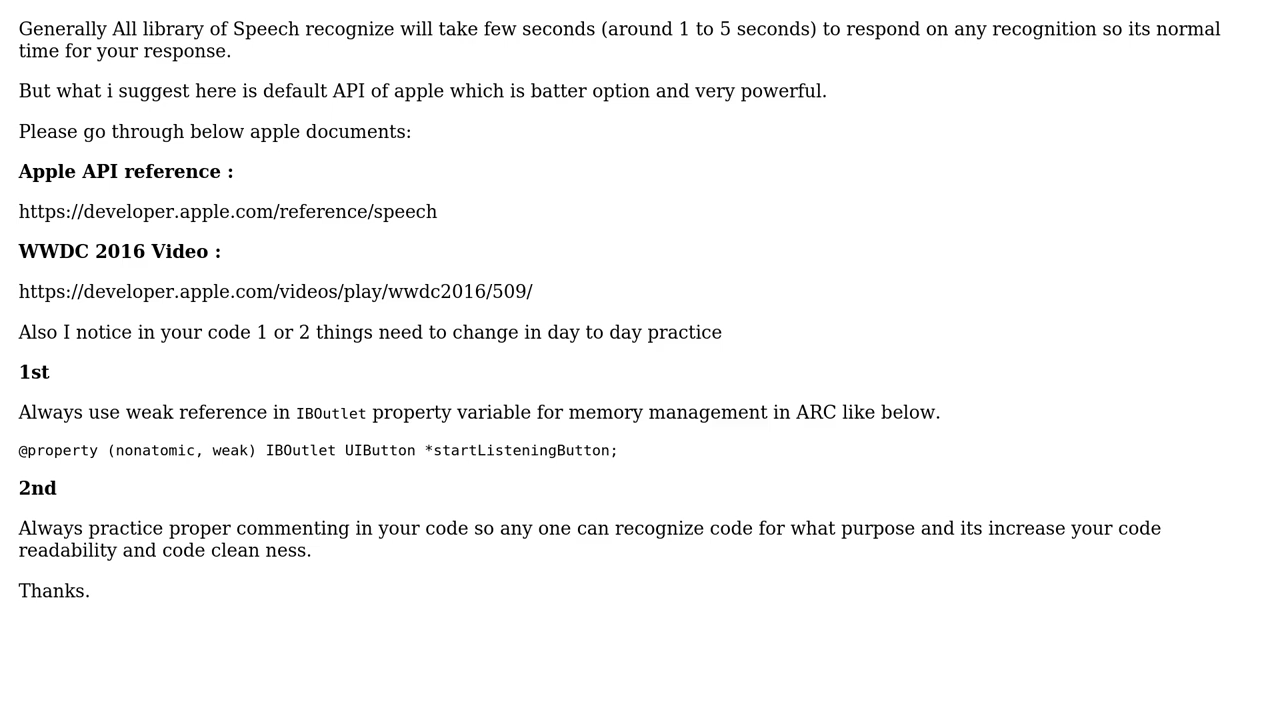 Generally All library of Speech recognize will take few seconds (around 1 to 5 seconds) to respond on any recognition so its normal
time for your response.
But what i suggest here is default API of apple which is batter option and very powerful.
Please go through below apple documents:
Apple API reference :
https://developer.apple.com/reference/speech
WWDC 2016 Video :
https://developer.apple.com/videos/play/wwdc2016/509/
Also I notice in your code 1 or 2 things need to change in day to day practice
1st
Always use weak reference in IBOutlet property variable for memory management in ARC like below.
@property (nonatomic, weak) IBOutlet UIButton *startListeningButton;
2nd
Always practice proper commenting in your code so any one can recognize code for what purpose and its increase your code
readability and code clean ness.
Thanks.